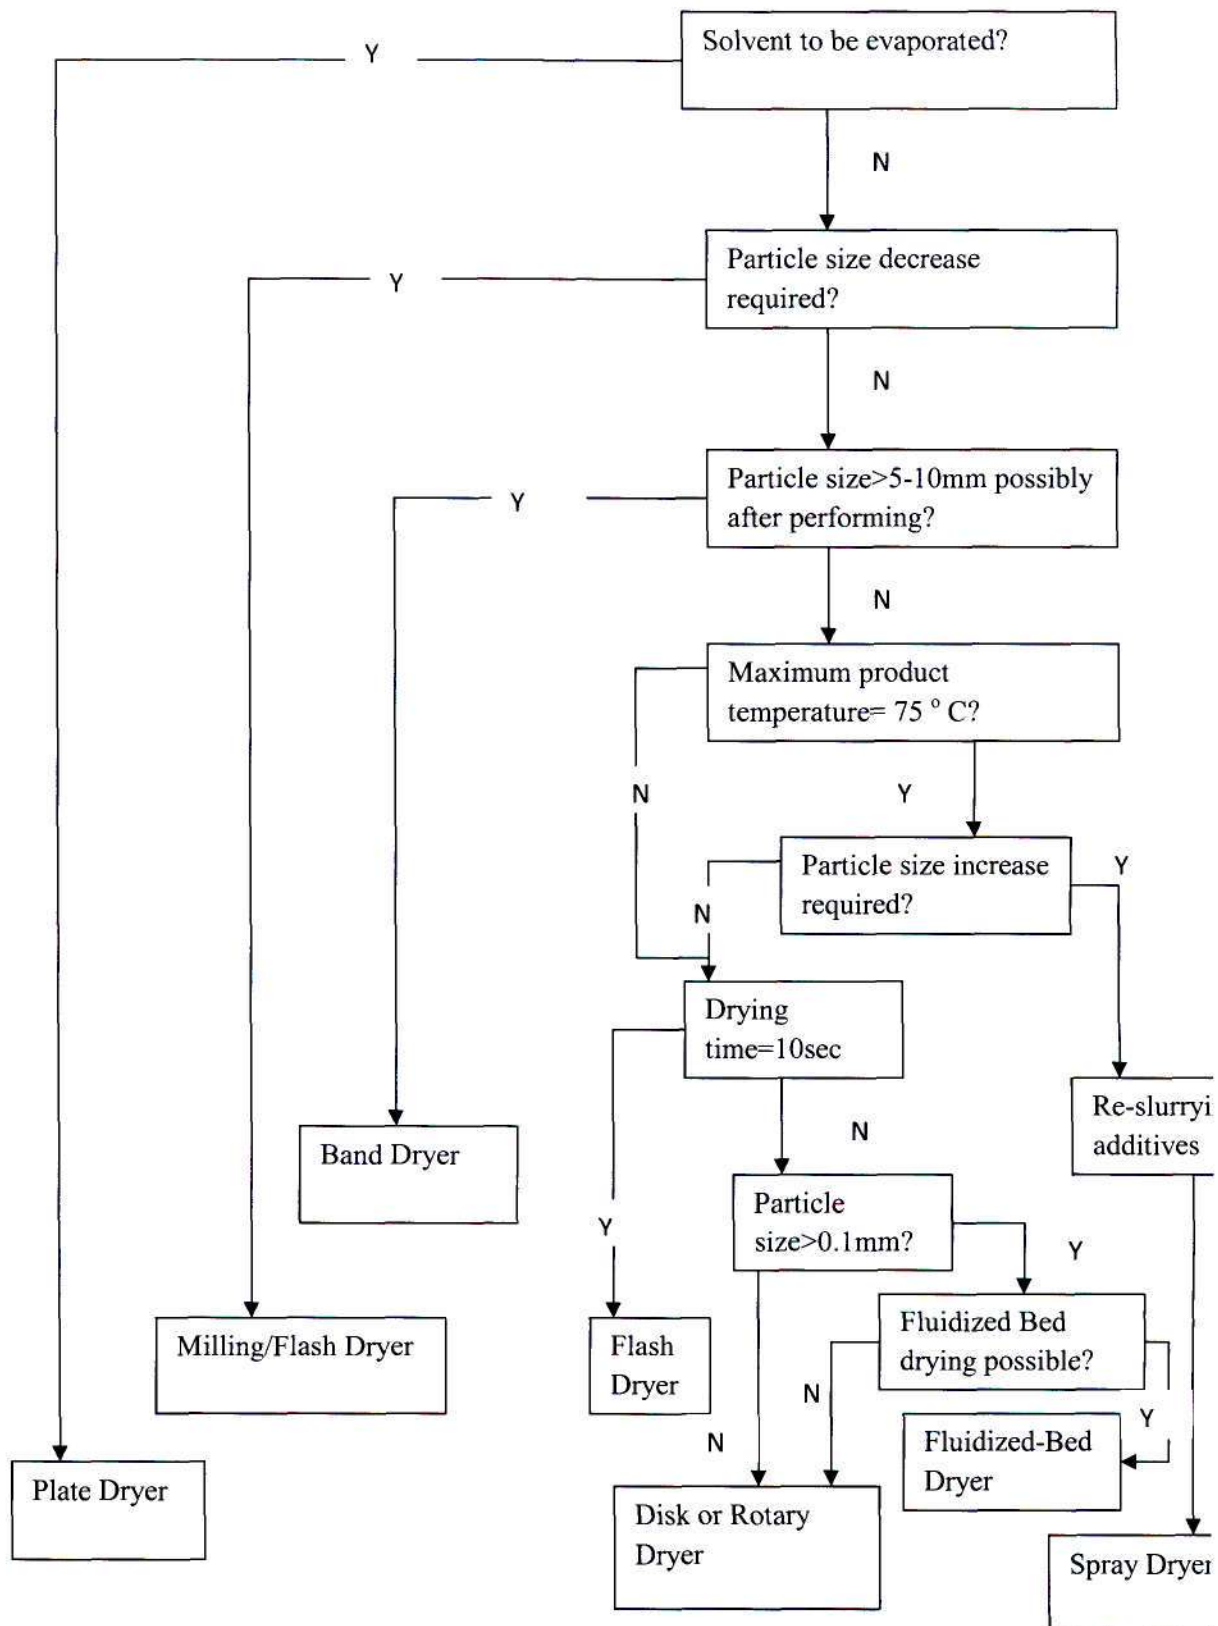 Solvent to be evaporated?
Y
N
Particle size decrease
required?
Y
N
Particle size>5-10mm possibly
after performing?
Y
N
Maximum product
temperature= 75 ° C?
N
Y
Particle size increase
required?
Y
N
Drying
time=10sec
Re-slurryi
additives
N
Band Dryer
Particle
size>0.1mm?
Y
Y
Fluidized Bed
drying possible?
Milling/Flash Dryer
Flash
Dryer
N
Y
N
Fluidized-Bed
Dryer
Plate Dryer
Disk or Rotary
Dryer
Spray Dryer